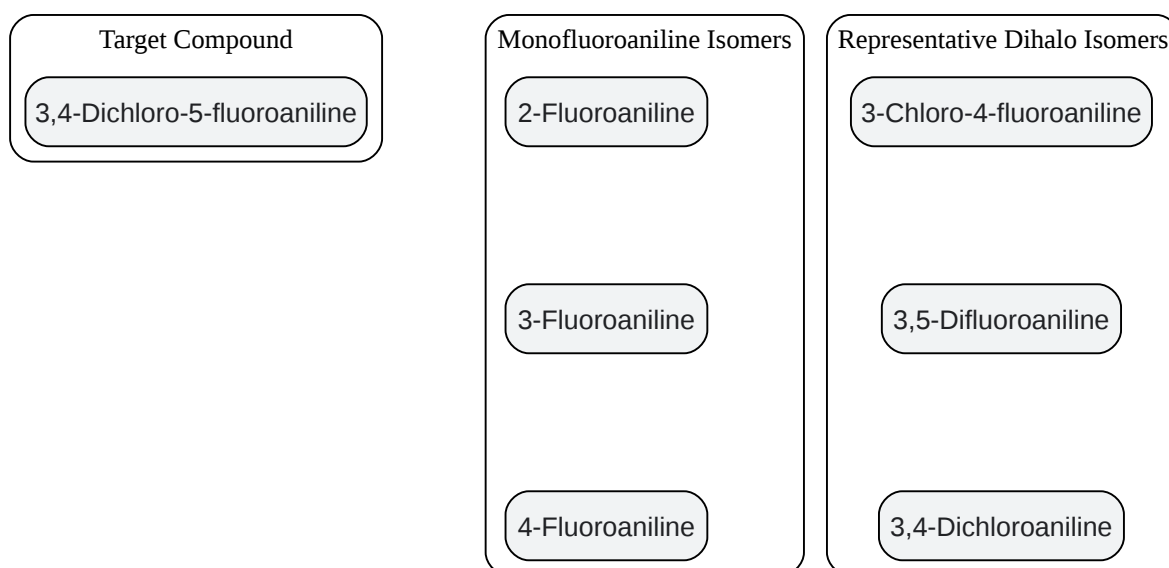 Target Compound
3,4-Dichloro-5-fluoroaniline
Monofluoroaniline Isomers
2-Fluoroaniline
3-Fluoroaniline
4-Fluoroaniline
Representative Dihalo Isomers
3-Chloro-4-fluoroaniline
3,5-Difluoroaniline
3,4-Dichloroaniline